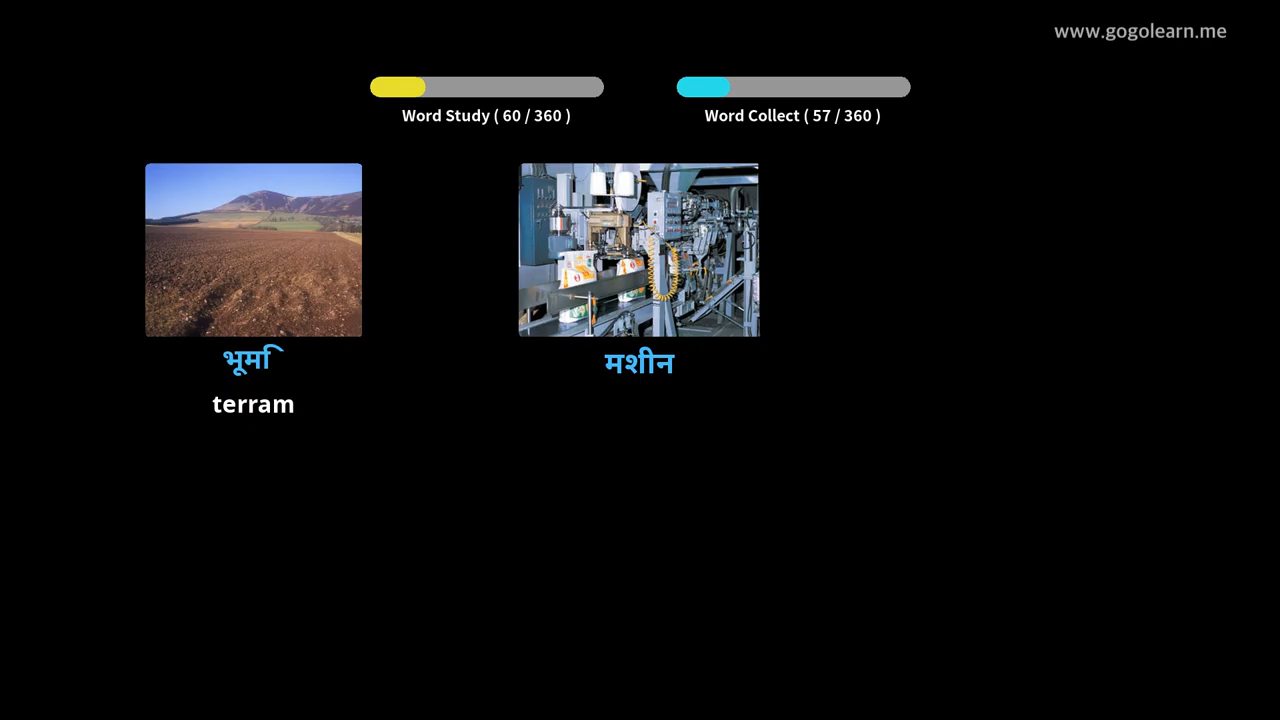 www.gogolearn.me
Word Study ( 60 / 360 )
Word Collect ( 57 / 360 )
भूमि
मशीन
terram